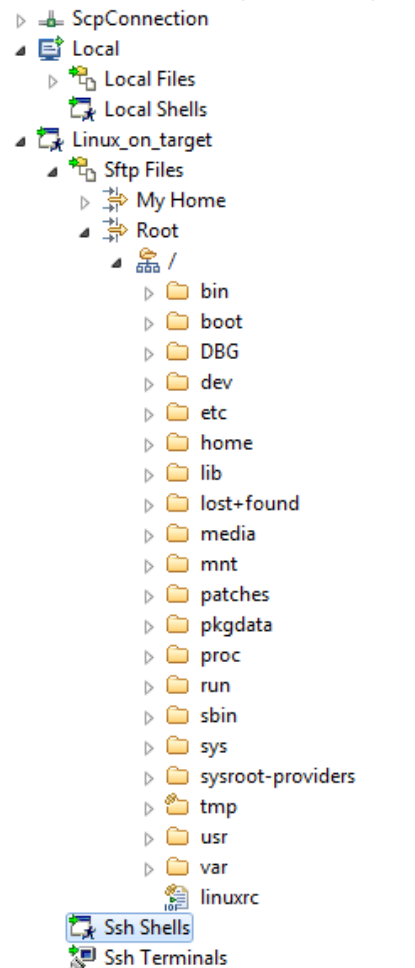 ScpConnection
Local
Local Files
Local Shells
Linux_on_target
Sftp Files
My Home
Root
/
bin
boot
DBG
dev
etc
home
lib
lost+found
media
mnt
patches
pkgdata
proc
run
sbin
sys
sysroot-providers
tmp
usr
var
linuxrc
Ssh Shells
Ssh Terminals